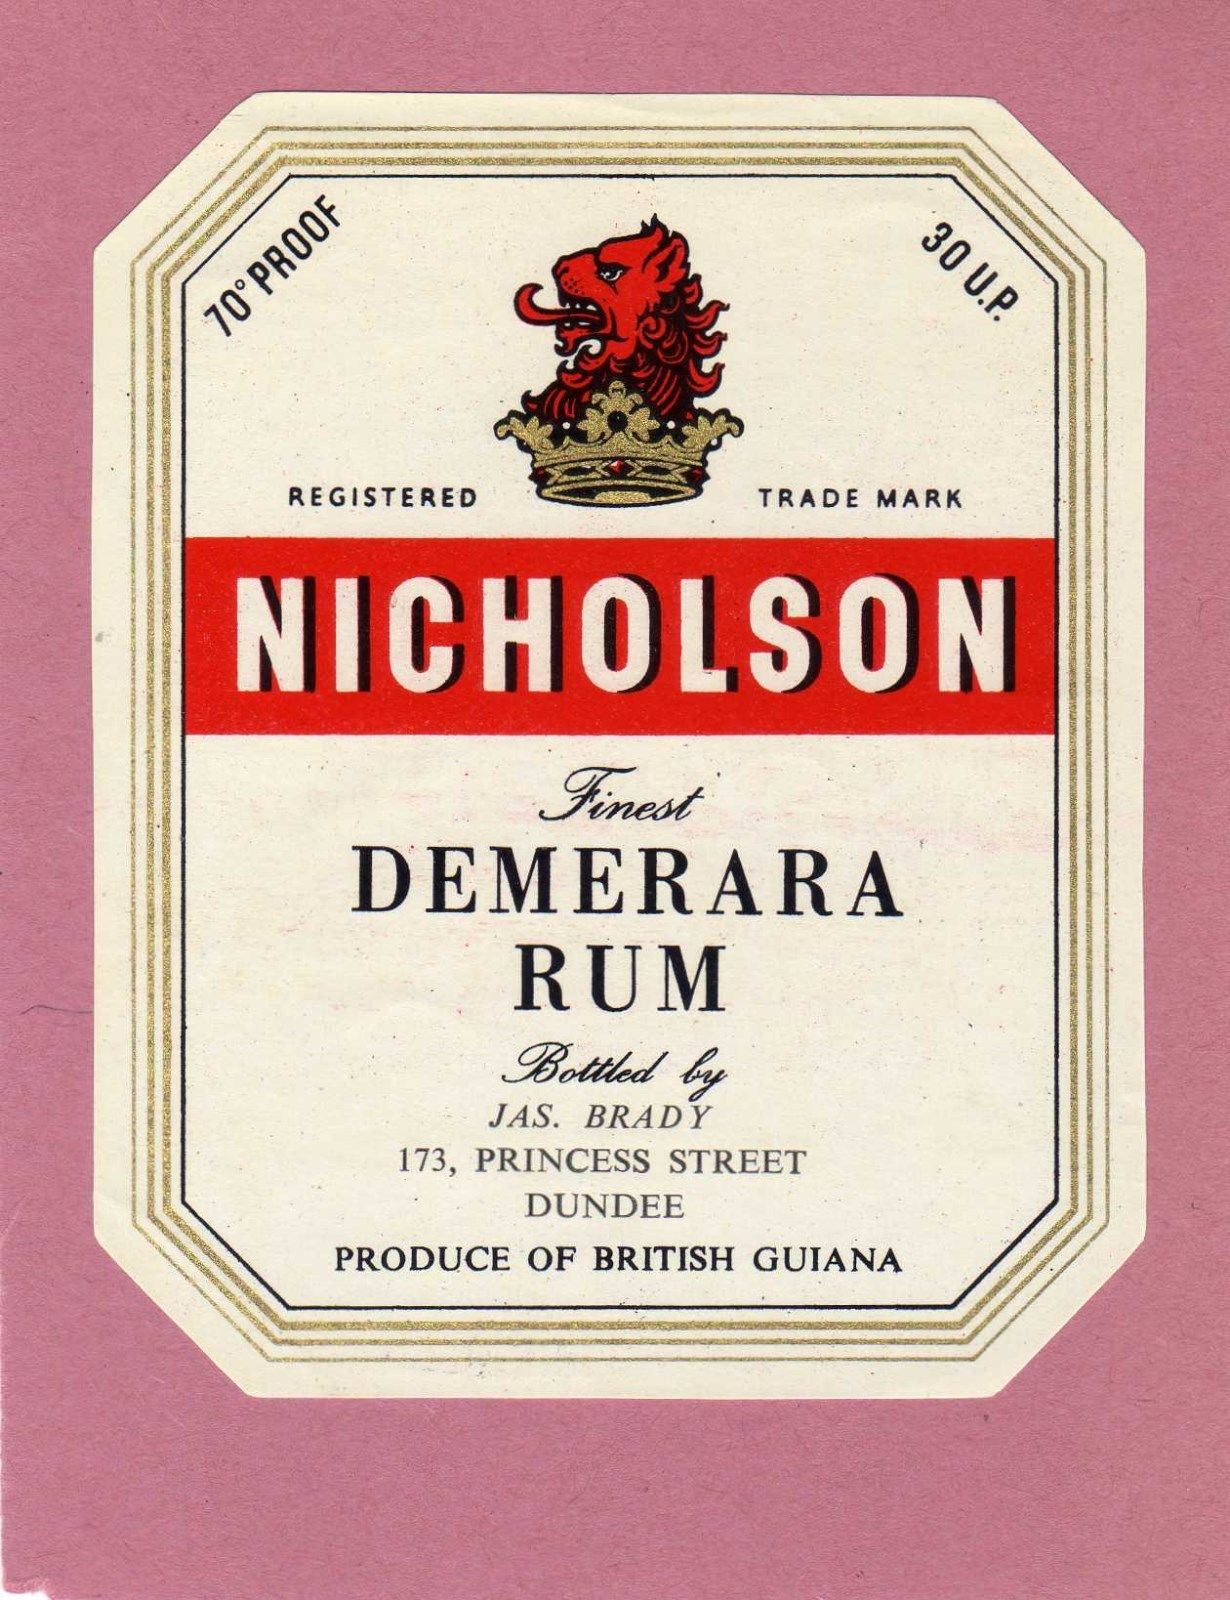 70° PROOF
30 U.P.
REGISTERED TRADE MARK
NICHOLSON
Finest
DEMERARA
RUM
Bottled by
JAS. BRADY
173, PRINCESS STREET
DUNDEE
PRODUCE OF BRITISH GUIANA